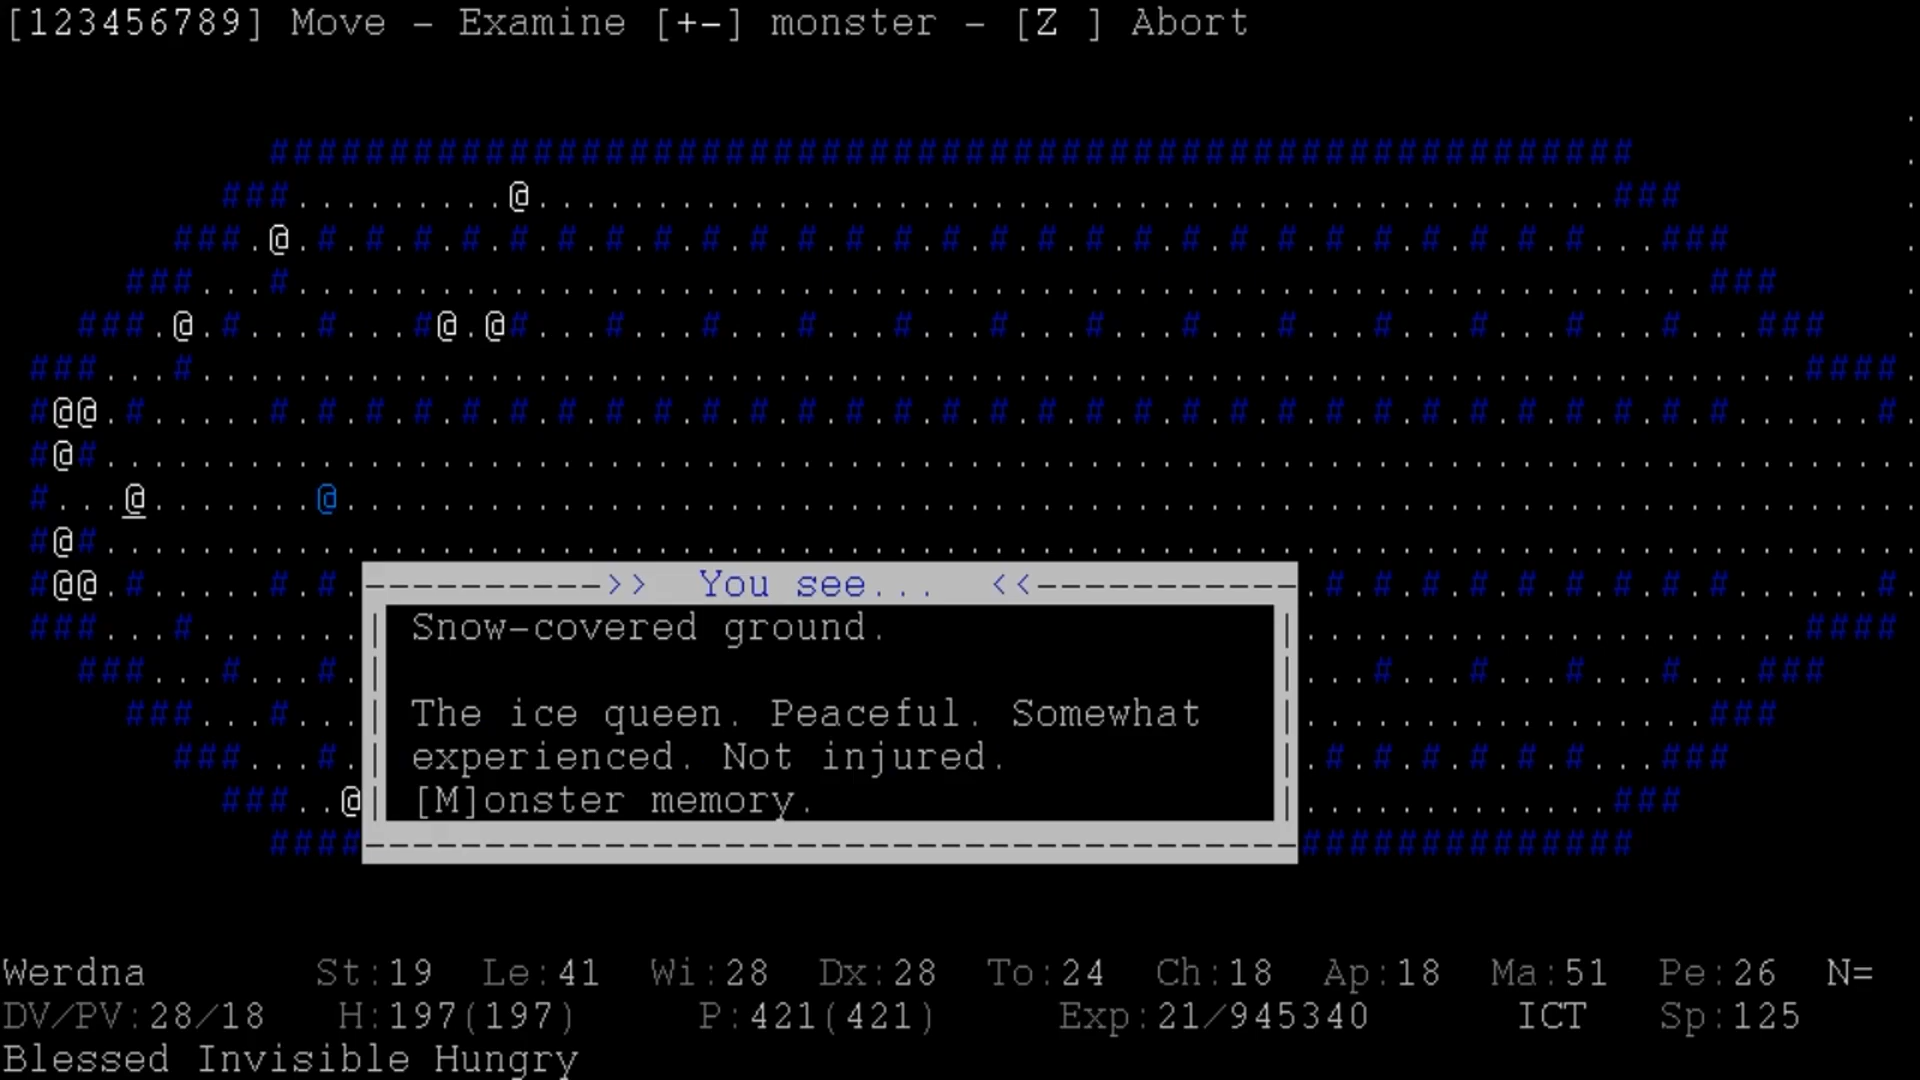 [123456789] Move - Examine [+-] monster - [Z ] Abort
>> You see... <<
Snow-covered ground.
The ice queen. Peaceful. Somewhat
experienced. Not injured.
[M]onster memory.
Werdna St:19 Le:41 Wi:28 Dx:28 To:24 Ch:18 Ap:18 Ma:51 Pe:26 N=
DV/PV:28/18 H:197(197) P:421(421) Exp:21/945340 ICT Sp:125
Blessed Invisible Hungry